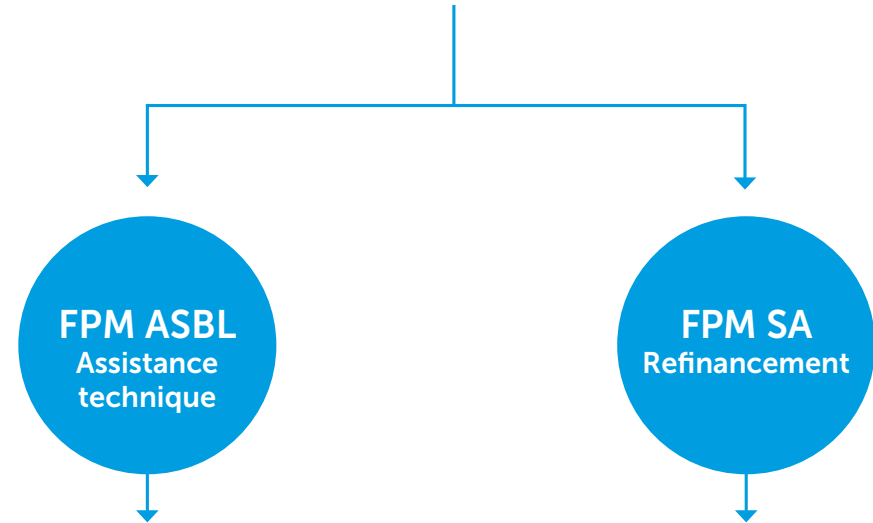 FPM ASBL
Assistance
technique
FPM SA
Refinancement